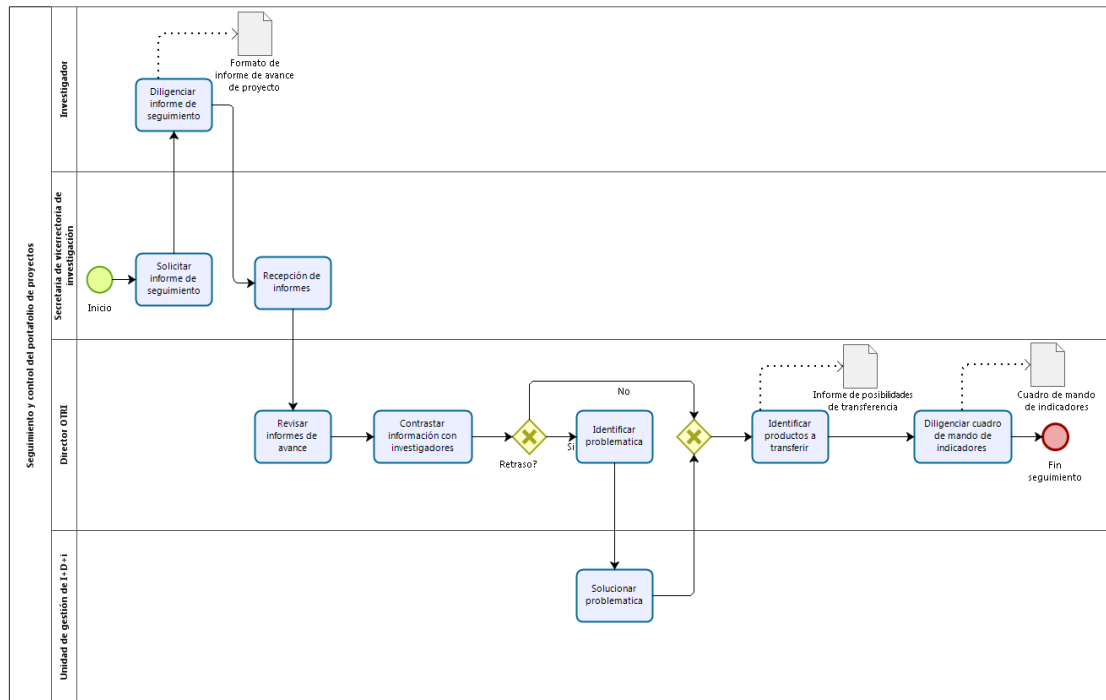 Seguimiento y control del portafolio de proyectos
Investigador
Diligenciar
informe de
seguimiento
Formato de
informe de avance
de proyecto
Secretaria de vicerrectoria de
investigación
Inicio
Solicitar
informe de
seguimiento
Recepción de
informes
Director OTRI
Revisar
informes de
avance
Contrastar
información con
investigadores
Retraso?
No
Si
Identificar
problematica
Identificar
productos a
transferir
Informe de posibilidades
de transferencia
Diligenciar cuadro
de mando de
indicadores
Cuadro de mando
de indicadores
Fin
seguimiento
Unidad de gestión de I+D+i
Solucionar
problematica